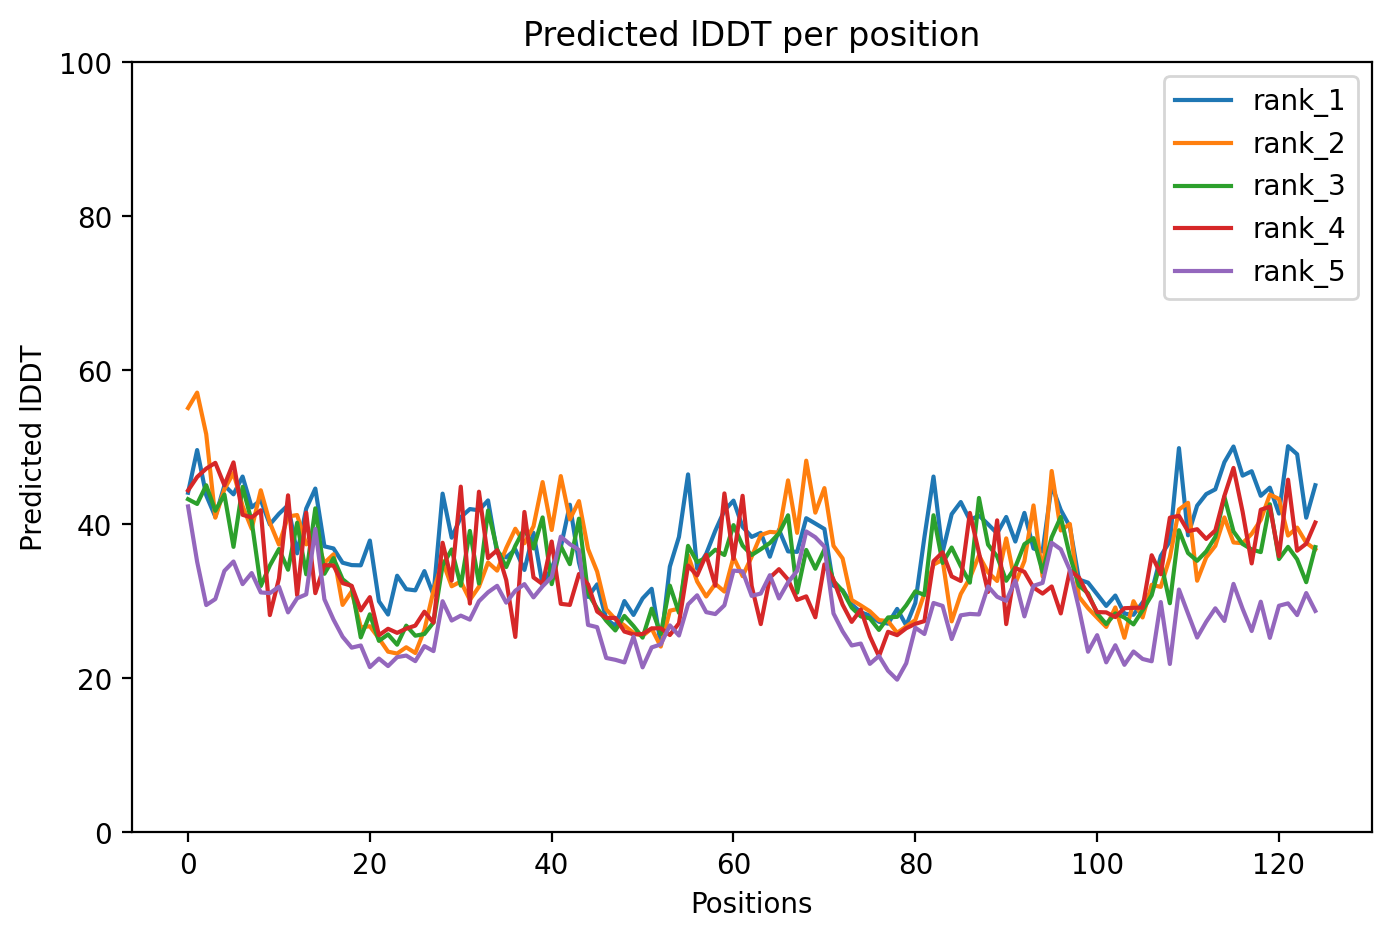 Predicted lDDT per position
100
80
60
40
20
0
Predicted lDDT
rank_1
rank_2
rank_3
rank_4
rank_5
0 20 40 60 80 100 120
Positions